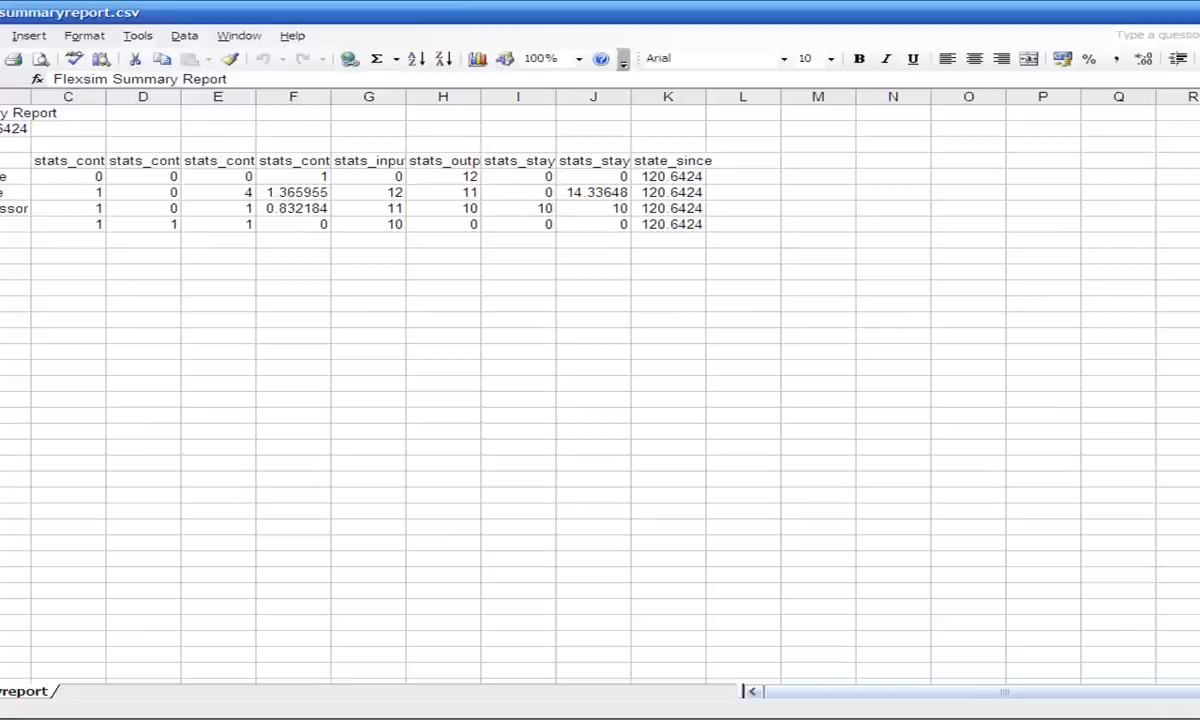 summaryreport.csv
Insert Format Tools Data Window Help Type a questio
Σ 100% Arial 10 B I U % ,
fx Flexsim Summary Report
C D E F G H I J K L M N O P Q R
y Report
6424
stats_cont stats_cont stats_cont stats_cont stats_inpu stats_outp stats_stay stats_stay state_since
e 0 0 0 1 0 12 0 0 120.6424
e 1 0 4 1.365955 12 11 0 14.33648 120.6424
ssor 1 0 1 0.832184 11 10 10 10 120.6424
1 1 1 0 10 0 0 0 120.6424
yreport